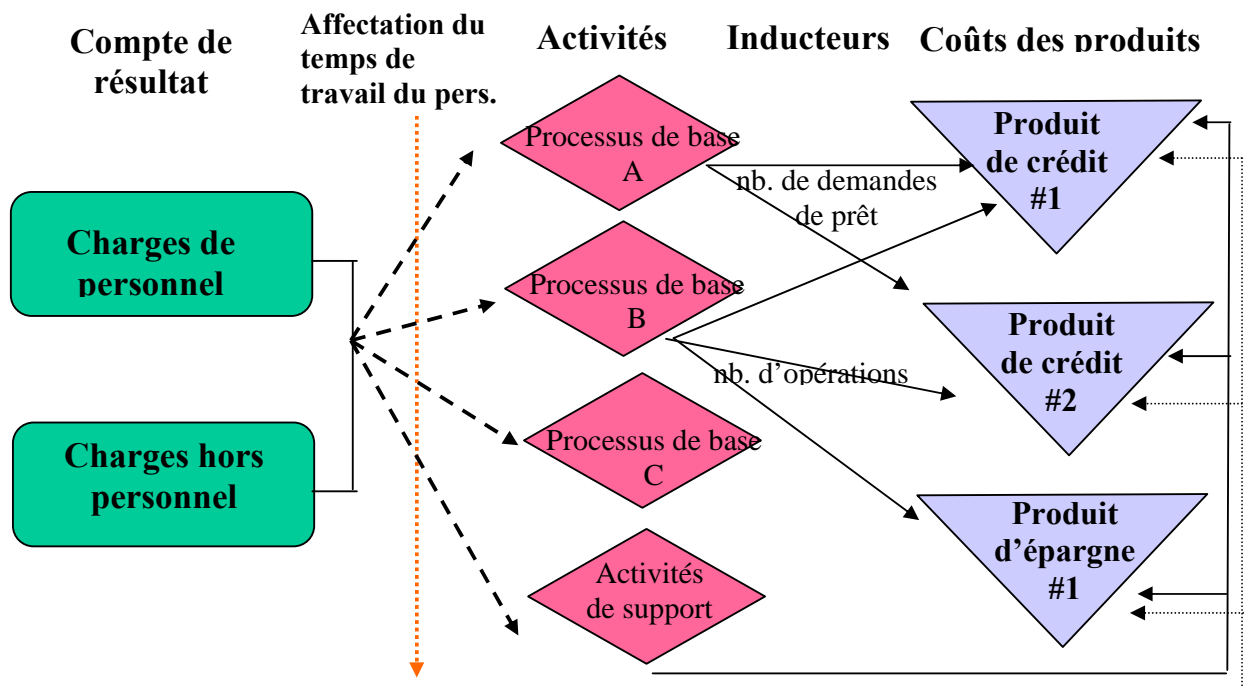 Compte de
résultat
Affectation du
temps de
travail du pers.
Activités
Inducteurs
Coûts des produits
Charges de
personnel
Charges hors
personnel
Processus de base
A
Processus de base
B
Processus de base
C
Activités
de support
nb. de demandes
de prêt
nb. d'opérations
Produit
de crédit
#1
Produit
de crédit
#2
Produit
d'épargne
#1